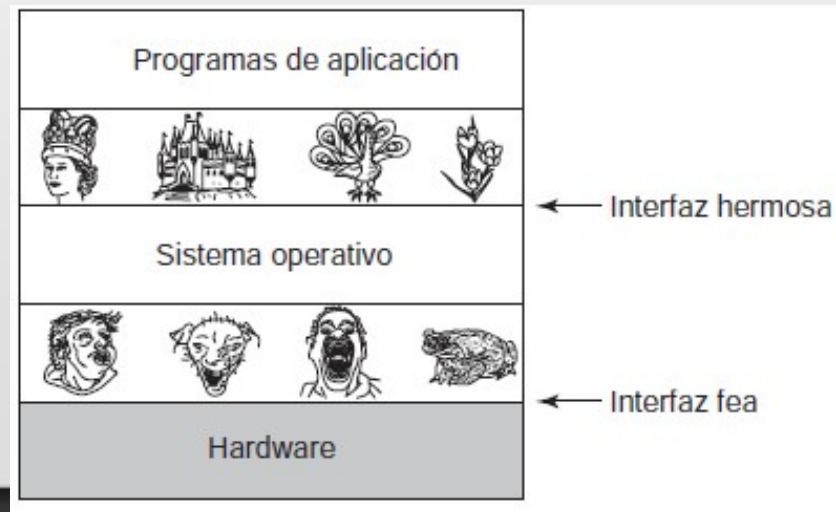 Programas de aplicación
Interfaz hermosa
Sistema operativo
Interfaz fea
Hardware